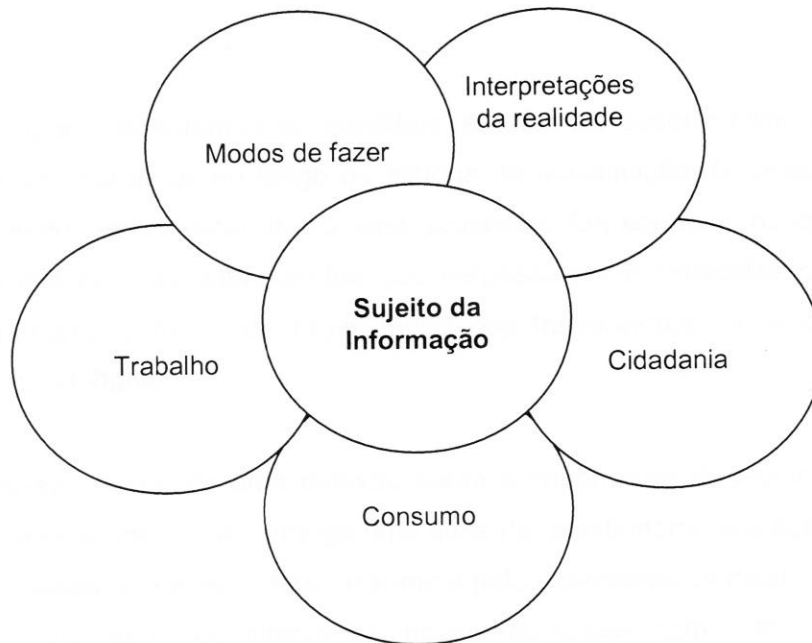 Interpretações
da realidade
Modos de fazer
Sujeito da
Informação
Trabalho
Cidadania
Consumo